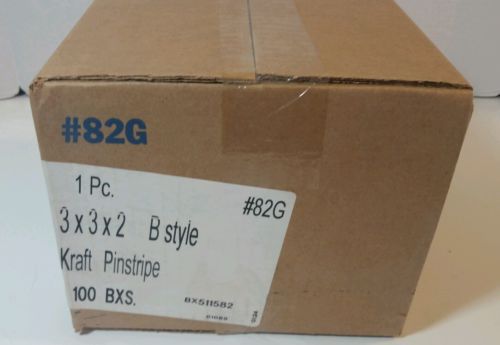 #82G
1 Pc.
#82G
3 x 3 x 2 B style
Kraft Pinstripe
100 BXS.
BX511582